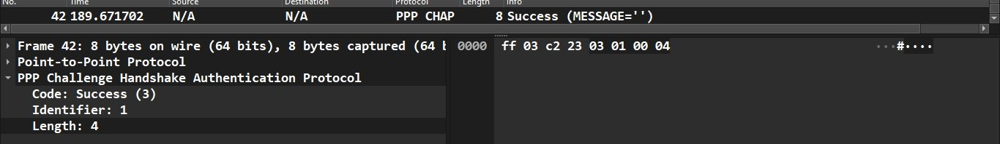 No. Time Source Destination Protocol Length Info
42 189.671702 N/A N/A PPP CHAP 8 Success (MESSAGE='')
Frame 42: 8 bytes on wire (64 bits), 8 bytes captured (64 b
Point-to-Point Protocol
PPP Challenge Handshake Authentication Protocol
Code: Success (3)
Identifier: 1
Length: 4
0000 ff 03 c2 23 03 01 00 04 ···#····